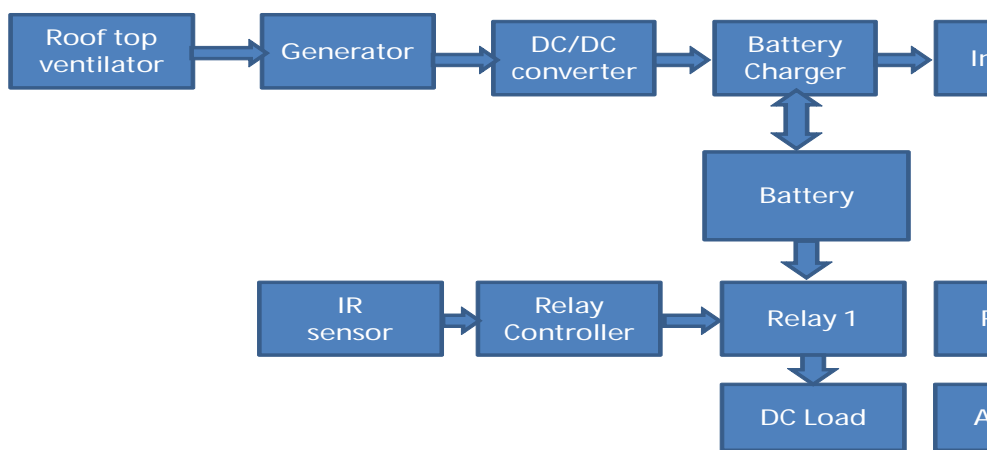 Roof top
ventilator
Generator
DC/DC
converter
Battery
Charger
Battery
IR
sensor
Relay
Controller
Relay 1
DC Load